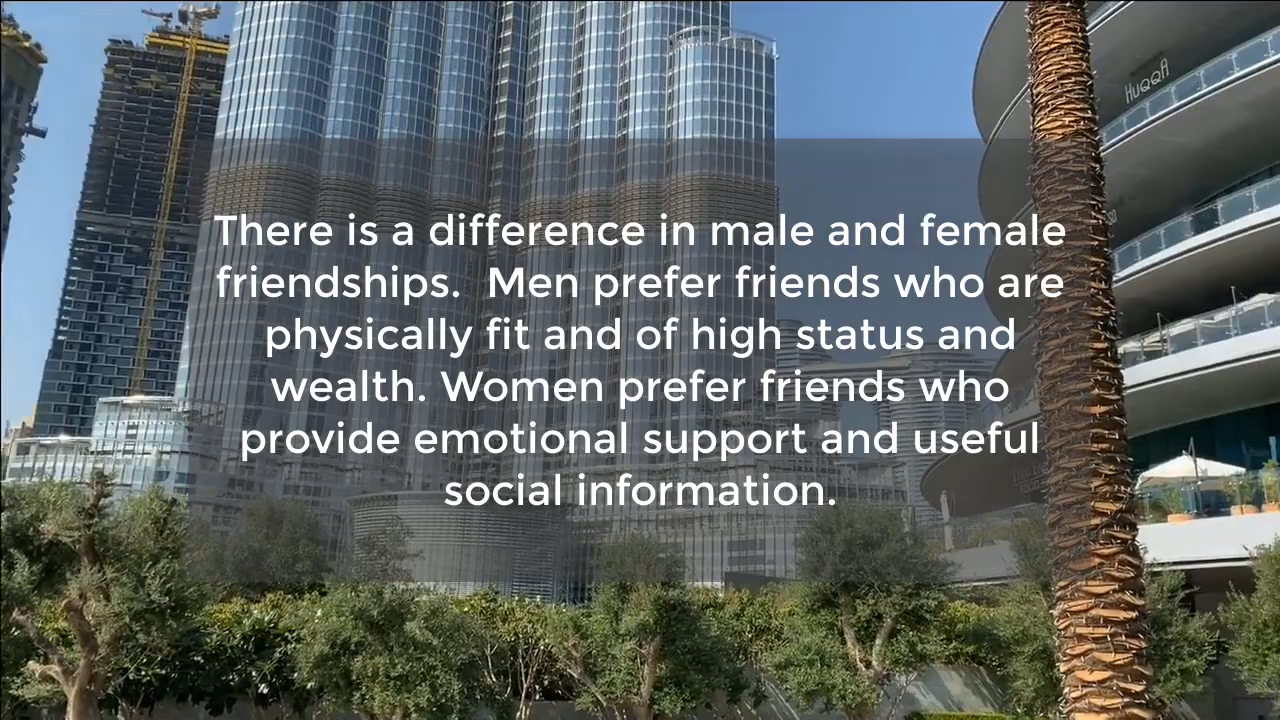 HuQQA
There is a difference in male and female
friendships.  Men prefer friends who are
physically fit and of high status and
wealth. Women prefer friends who
provide emotional support and useful
social information.